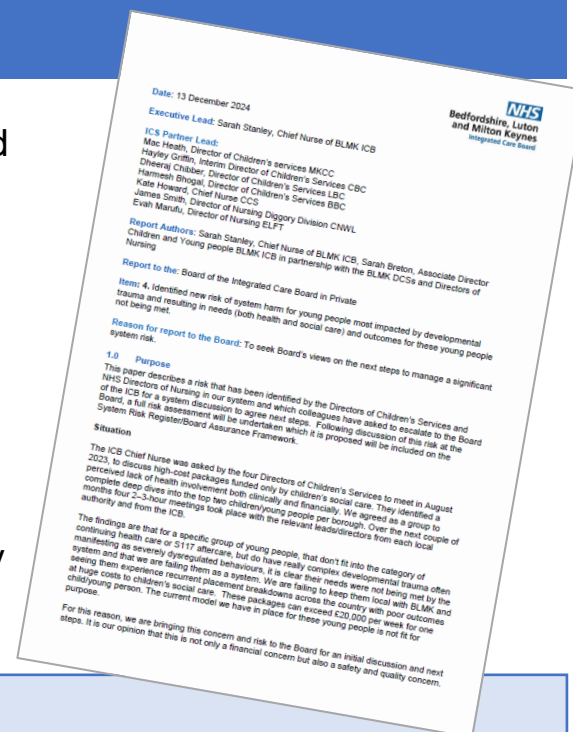 d
y
NHS
Bedfordshire, Luton
and Milton Keynes
Integrated Care Board
Date: 13 December 2024
Executive Lead: Sarah Stanley, Chief Nurse of BLMK ICB
ICS Partner Lead:
Mac Heath, Director of Children's services MKCC
Hayley Griffin, Interim Director of Children's Services CBC
Dheeraj Chibber, Director of Children's Services LBC
Harmesh Bhogal, Director of Children's Services BBC
Kate Howard, Chief Nurse CCS
James Smith, Director of Nursing Diggory Division CNWL
Evah Marufu, Director of Nursing ELFT
Report Authors: Sarah Stanley, Chief Nurse of BLMK ICB, Sarah Breton, Associate Director
Children and Young people BLMK ICB in partnership with the BLMK DCSs and Directors of
Nursing
Report to the: Board of the Integrated Care Board in Private
Item: 4. Identified new risk of system harm for young people most impacted by developmental
trauma and resulting in needs (both health and social care) and outcomes for these young people
not being met.
Reason for report to the Board: To seek Board's views on the next steps to manage a significant
system risk.
1.0 Purpose
This paper describes a risk that has been identified by the Directors of Children's Services and
NHS Directors of Nursing in our system and which colleagues have asked to escalate to the Board
of the ICB for a system discussion to agree next steps. Following discussion of this risk at the
Board, a full risk assessment will be undertaken which it is proposed will be included on the
System Risk Register/Board Assurance Framework.
Situation
The ICB Chief Nurse was asked by the four Directors of Children's Services to meet in August
2023, to discuss high-cost packages funded only by children's social care. They identified a
perceived lack of health involvement both clinically and financially. We agreed as a group to
complete deep dives into the top two children/young people per borough. Over the next couple of
months four 2–3-hour meetings took place with the relevant leads/directors from each local
authority and from the ICB.
The findings are that for a specific group of young people, that don't fit into the category of
continuing health care or S117 aftercare, but do have really complex developmental trauma often
manifesting as severely dysregulated behaviours, it is clear their needs were not being met by the
system and that we are failing them as a system. We are failing to keep them local with BLMK and
seeing them experience recurrent placement breakdowns across the country with poor outcomes
at huge costs to children's social care. These packages can exceed £20,000 per week for one
child/young person. The current model we have in place for these young people is not fit for
purpose.
For this reason, we are bringing this concern and risk to the Board for an initial discussion and next
steps. It is our opinion that this is not only a financial concern but also a safety and quality concern.